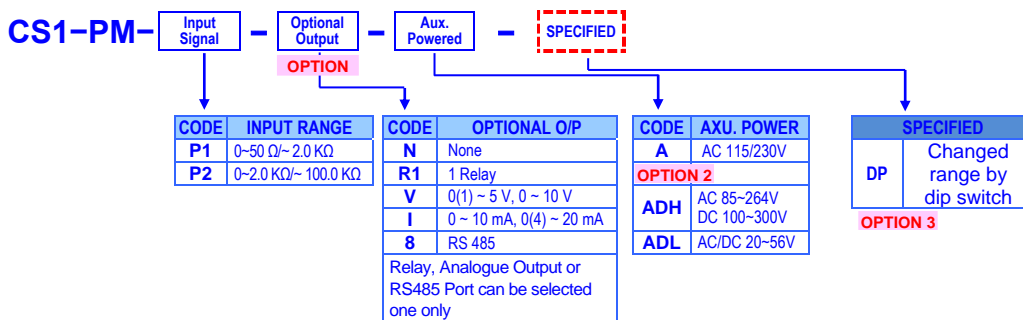 CS1-PM- Input Signal - Optional Output - Aux. Powered - SPECIFIED
OPTION
CODE INPUT RANGE
P1 0~50 Ω/~ 2.0 KΩ
P2 0~2.0 KΩ/~ 100.0 KΩ
CODE OPTIONAL O/P
N None
R1 1 Relay
V 0(1) ~ 5 V, 0 ~ 10 V
I 0 ~ 10 mA, 0(4) ~ 20 mA
8 RS 485
Relay, Analogue Output or
RS485 Port can be selected
one only
CODE AXU. POWER
A AC 115/230V
OPTION 2
ADH AC 85~264V
DC 100~300V
ADL AC/DC 20~56V
SPECIFIED
DP Changed
range by
dip switch
OPTION 3